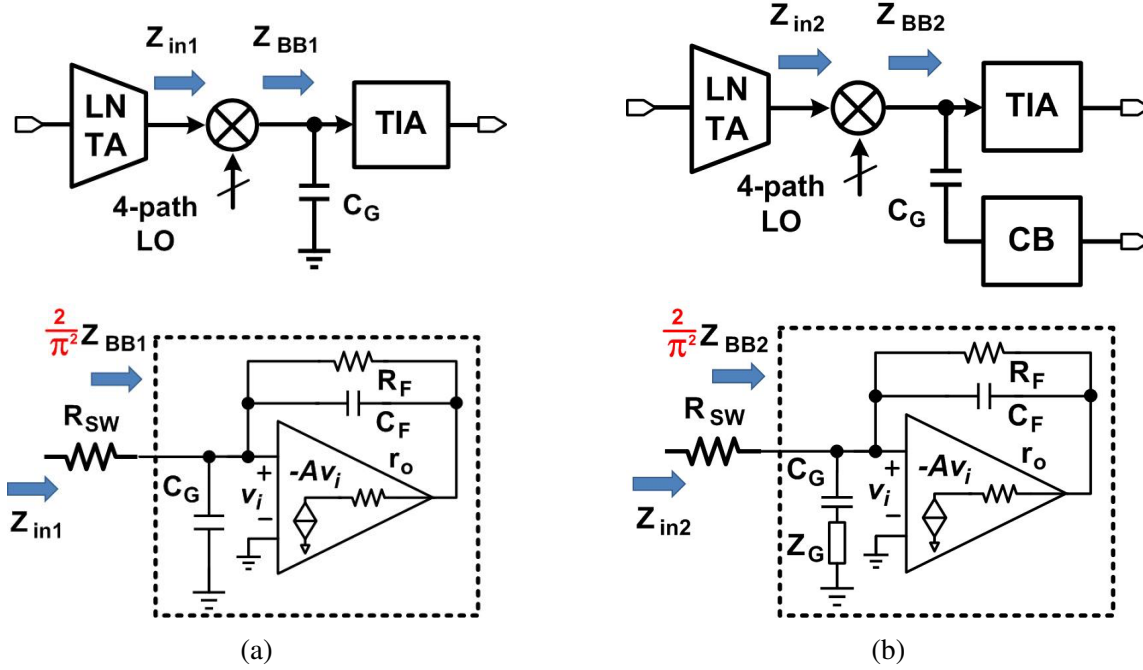 Z in1
Z BB1
LN
TA
TIA
4-path
LO
C G
2/π² Z BB1
R SW
Z in1
C G
R F
C F
r o
-Av i
+
v i
−
(a)
Z in2
Z BB2
LN
TA
TIA
4-path
LO
C G
CB
2/π² Z BB2
R SW
Z in2
C G
Z G
R F
C F
r o
-Av i
+
v i
−
(b)